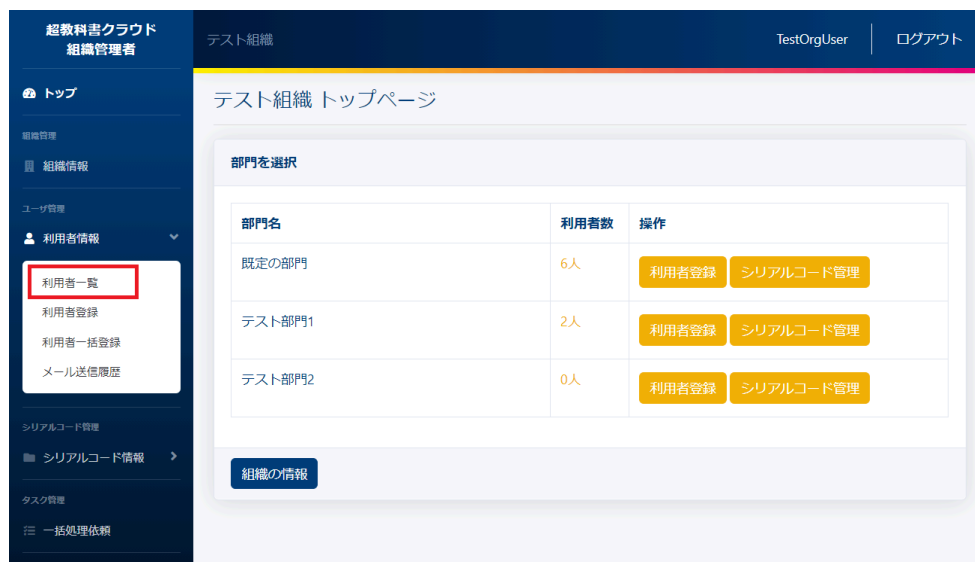 超教科書クラウド
組織管理者
テスト組織
TestOrgUser
ログアウト
トップ
組織管理
組織情報
ユーザ管理
利用者情報
利用者一覧
利用者登録
利用者一括登録
メール送信履歴
シリアルコード管理
シリアルコード情報
タスク管理
一括処理依頼
テスト組織 トップページ
部門を選択
部門名 利用者数 操作
既定の部門 6人 利用者登録 シリアルコード管理
テスト部門1 2人 利用者登録 シリアルコード管理
テスト部門2 0人 利用者登録 シリアルコード管理
組織の情報